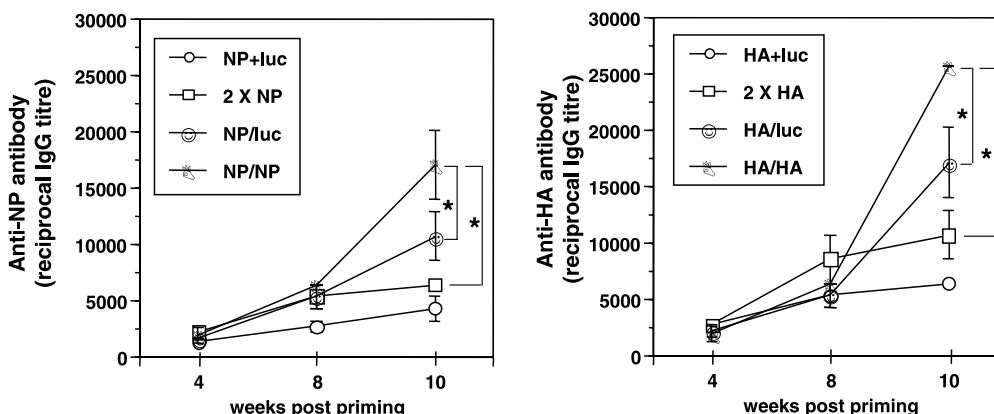 30000
25000
20000
15000
10000
5000
0
Anti-NP antibody
(reciprocal IgG titre)
NP+luc
2 X NP
NP/luc
NP/NP
*
*
4
8
10
weeks post priming
30000
25000
20000
15000
10000
5000
0
Anti-HA antibody
(reciprocal IgG titre)
HA+luc
2 X HA
HA/luc
HA/HA
*
*
4
8
10
weeks post priming